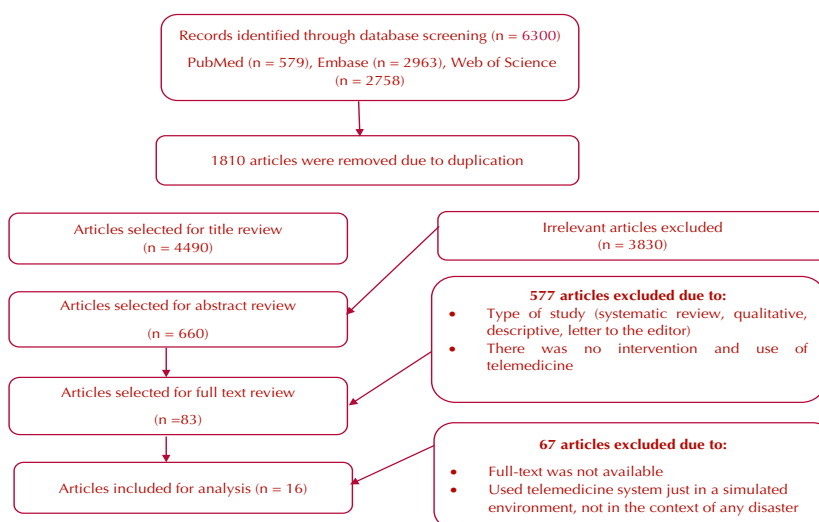 Records identified through database screening (n = 6300)
PubMed (n = 579), Embase (n = 2963), Web of Science
(n = 2758)
1810 articles were removed due to duplication
Articles selected for title review
(n = 4490)
Irrelevant articles excluded
(n = 3830)
Articles selected for abstract review
(n = 660)
577 articles excluded due to:
• Type of study (systematic review, qualitative,
descriptive, letter to the editor)
• There was no intervention and use of
telemedicine
Articles selected for full text review
(n =83)
67 articles excluded due to:
• Full-text was not available
• Used telemedicine system just in a simulated
environment, not in the context of any disaster
Articles included for analysis (n = 16)